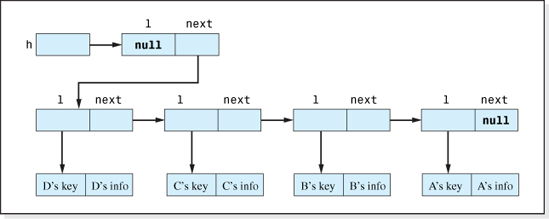 l next
h null
l next l next l next l next
null
D's key D's info C's key C's info B's key B's info A's key A's info